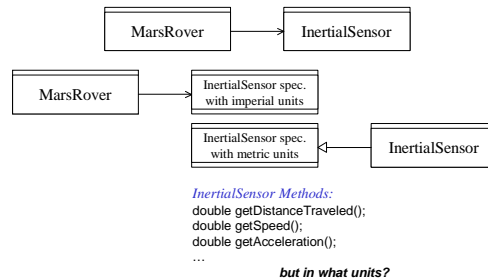 MarsRover
InertialSensor
MarsRover
InertialSensor spec.
with imperial units
InertialSensor spec.
with metric units
InertialSensor
InertialSensor Methods:
double getDistanceTraveled();
double getSpeed();
double getAcceleration();
…
but in what units?